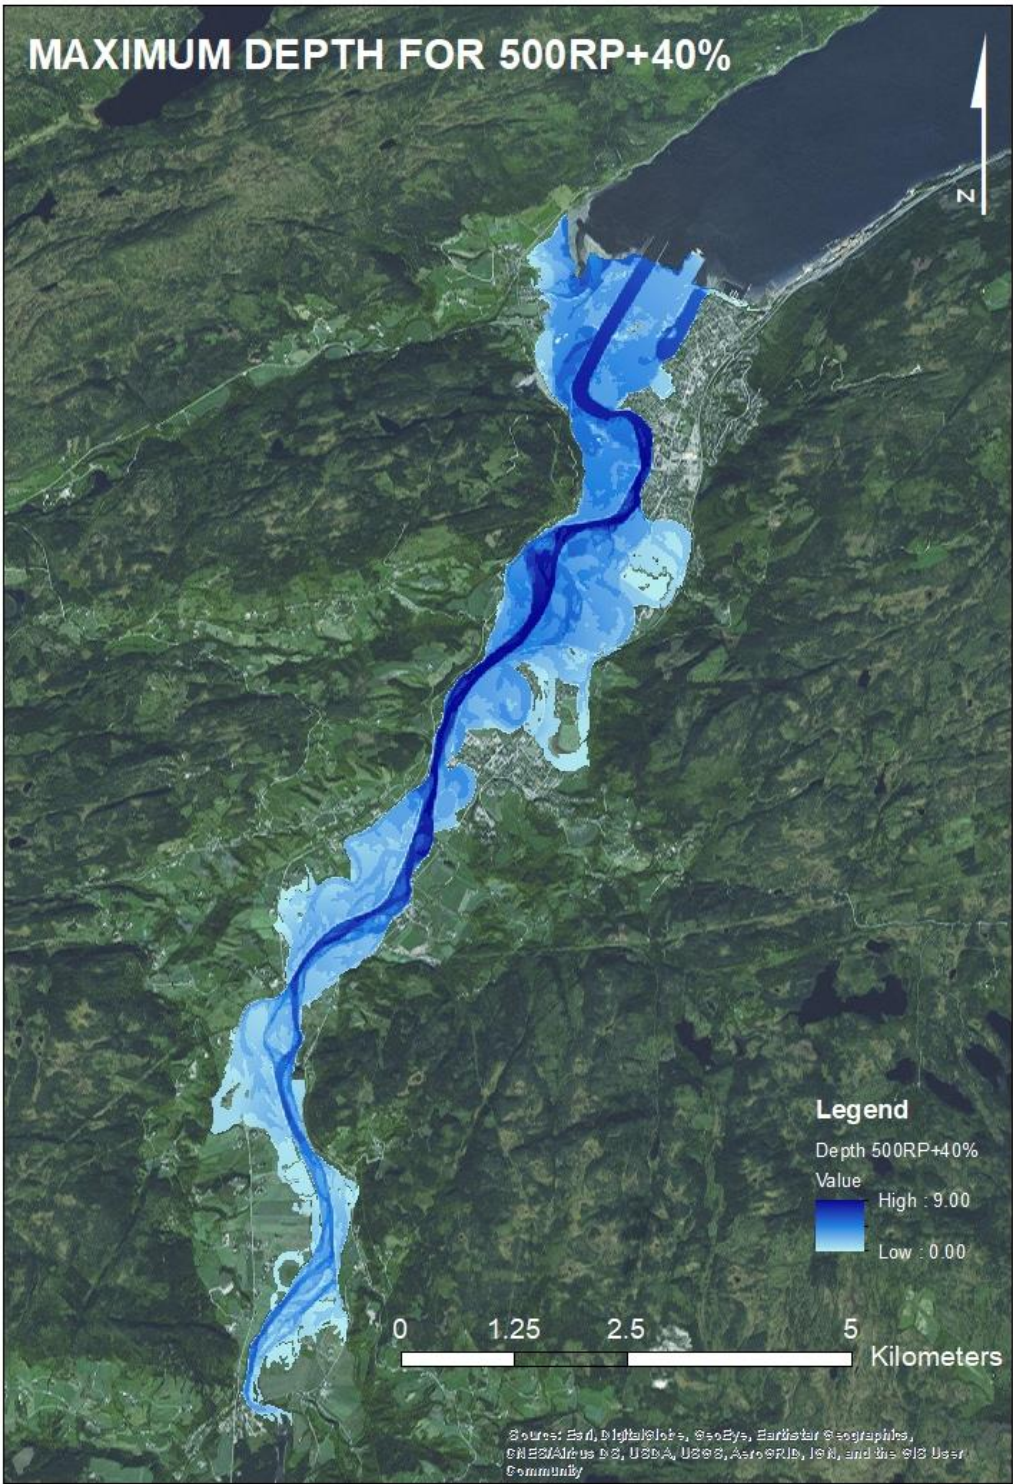 MAXIMUM DEPTH FOR 500RP+40%
N
Legend
Depth 500RP+40%
Value
High : 9.00
Low : 0.00
0 1.25 2.5 5
Kilometers
Source: Esri, DigitalGlobe, GeoEye, Earthstar Geographics,
CNES/Airbus DS, USDA, USGS, AeroGRID, IGN, and the GIS User
Community